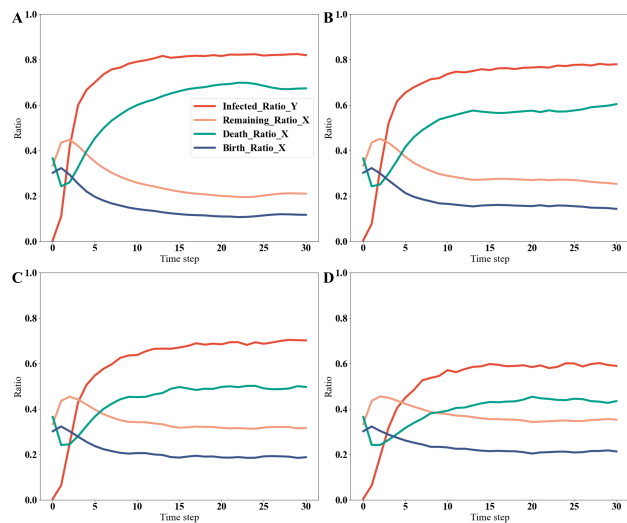 A
1.0
0.8
0.6
0.4
0.2
0.0
Ratio
0 5 10 15 20 25 30
Time step
Infected_Ratio_Y
Remaining_Ratio_X
Death_Ratio_X
Birth_Ratio_X
B
1.0
0.8
0.6
0.4
0.2
0.0
Ratio
0 5 10 15 20 25 30
Time step
C
1.0
0.8
0.6
0.4
0.2
0.0
Ratio
0 5 10 15 20 25 30
Time step
D
1.0
0.8
0.6
0.4
0.2
0.0
Ratio
0 5 10 15 20 25 30
Time step